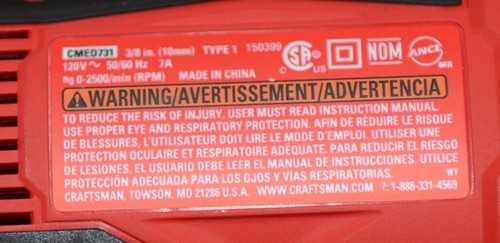 CMED731 3/8 in. (10mm) TYPE 1 150399
120V ~ 50/60 Hz 7A
n0 0-2500/min (RPM) MADE IN CHINA
SA C US NOM ANCE MR
WARNING/AVERTISSEMENT/ADVERTENCIA
TO REDUCE THE RISK OF INJURY, USER MUST READ INSTRUCTION MANUAL.
USE PROPER EYE AND RESPIRATORY PROTECTION. AFIN DE RÉDUIRE LE RISQUE
DE BLESSURES, L'UTILISATEUR DOIT LIRE LE MODE D'EMPLOI. UTILISER UNE
PROTECTION OCULAIRE ET RESPIRATOIRE ADÉQUATE. PARA REDUCIR EL RIESGO
DE LESIONES, EL USUARIO DEBE LEER EL MANUAL DE INSTRUCCIONES. UTILICE
PROTECCIÓN ADECUADA PARA LOS OJOS Y VÍAS RESPIRATORIAS. WY
CRAFTSMAN, TOWSON, MD 21286 U.S.A. WWW.CRAFTSMAN.COM ?:1-888-331-4569